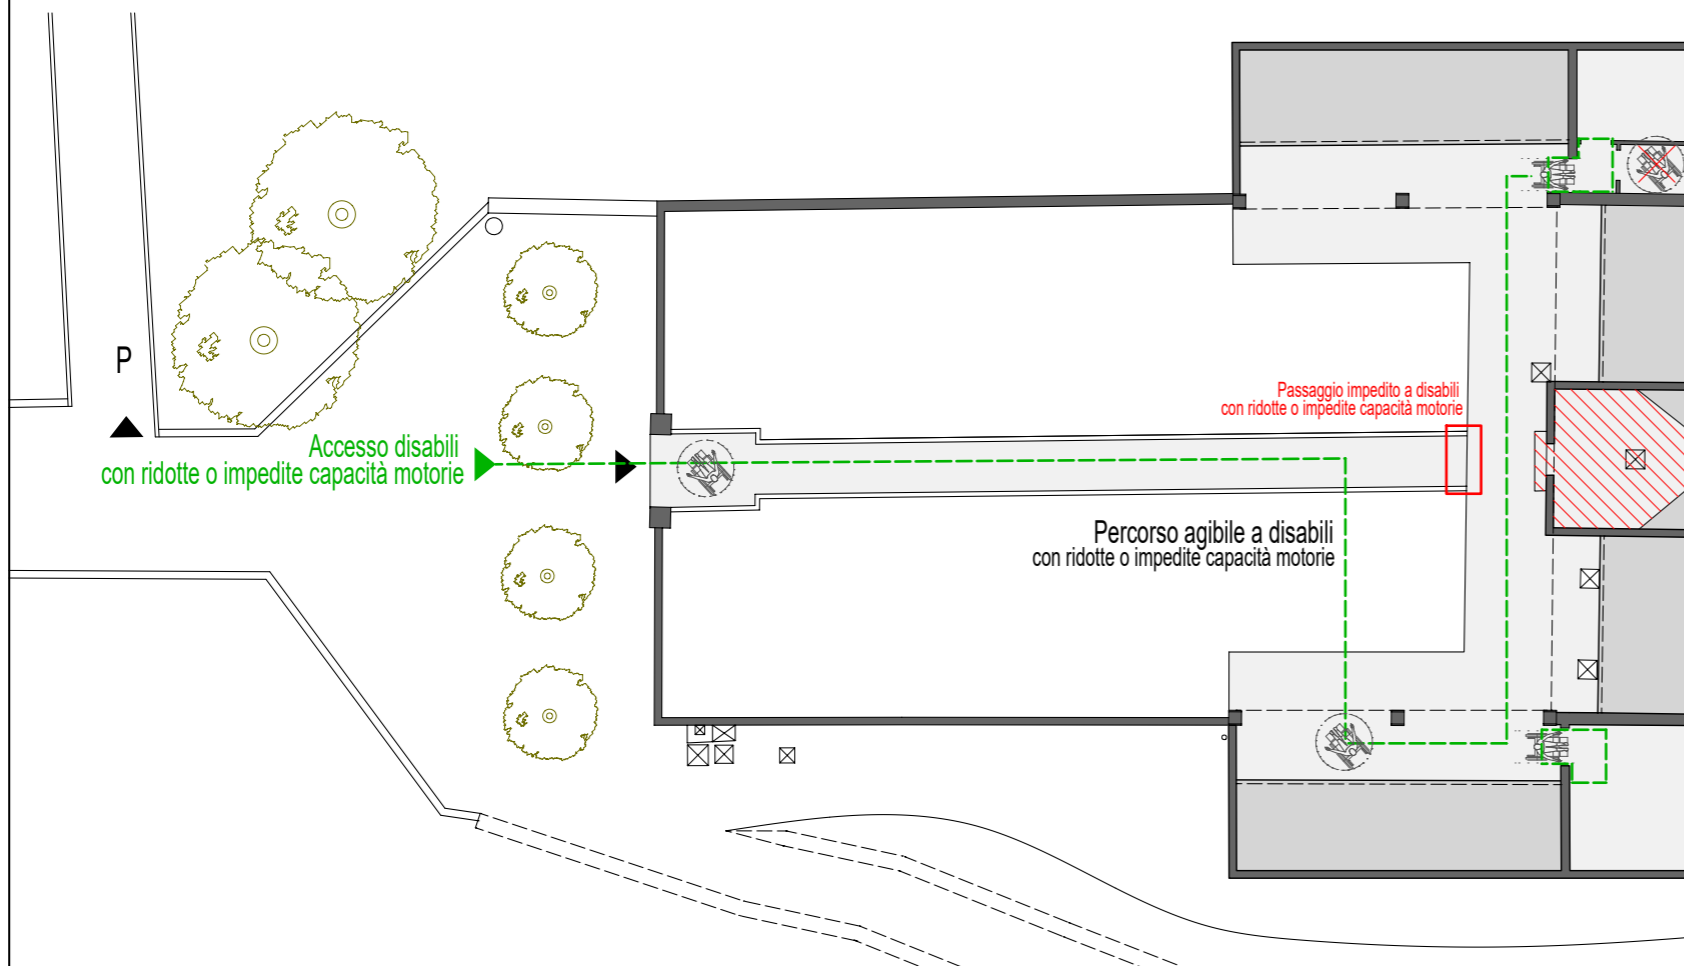 P
Accesso disabili
con ridotte o impedite capacità motorie
Passaggio impedito a disabili
con ridotte o impedite capacità motorie
Percorso agibile a disabili
con ridotte o impedite capacità motorie